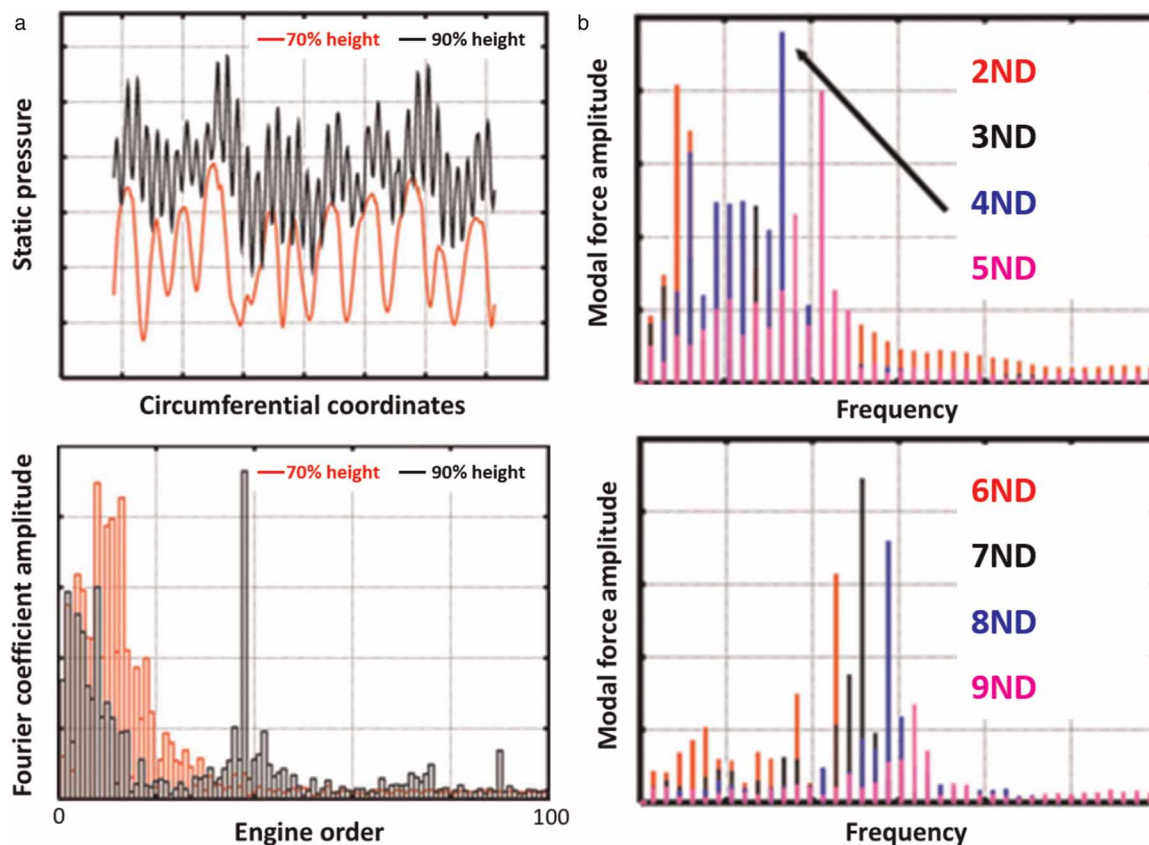 a
70% height
90% height
Static pressure
Circumferential coordinates
70% height
90% height
Fourier coefficient amplitude
0
100
Engine order
b
2ND
3ND
4ND
5ND
Modal force amplitude
Frequency
6ND
7ND
8ND
9ND
Modal force amplitude
Frequency